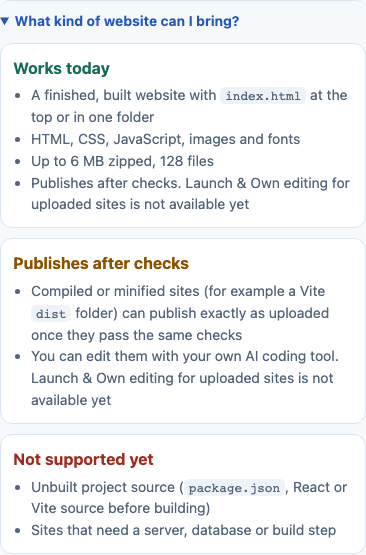 What kind of website can I bring?
Works today
A finished, built website with index.html at the
top or in one folder
HTML, CSS, JavaScript, images and fonts
Up to 6 MB zipped, 128 files
Publishes after checks. Launch & Own editing for
uploaded sites is not available yet
Publishes after checks
Compiled or minified sites (for example a Vite
dist folder) can publish exactly as uploaded
once they pass the same checks
You can edit them with your own AI coding tool.
Launch & Own editing for uploaded sites is not
available yet
Not supported yet
Unbuilt project source (package.json, React or
Vite source before building)
Sites that need a server, database or build step